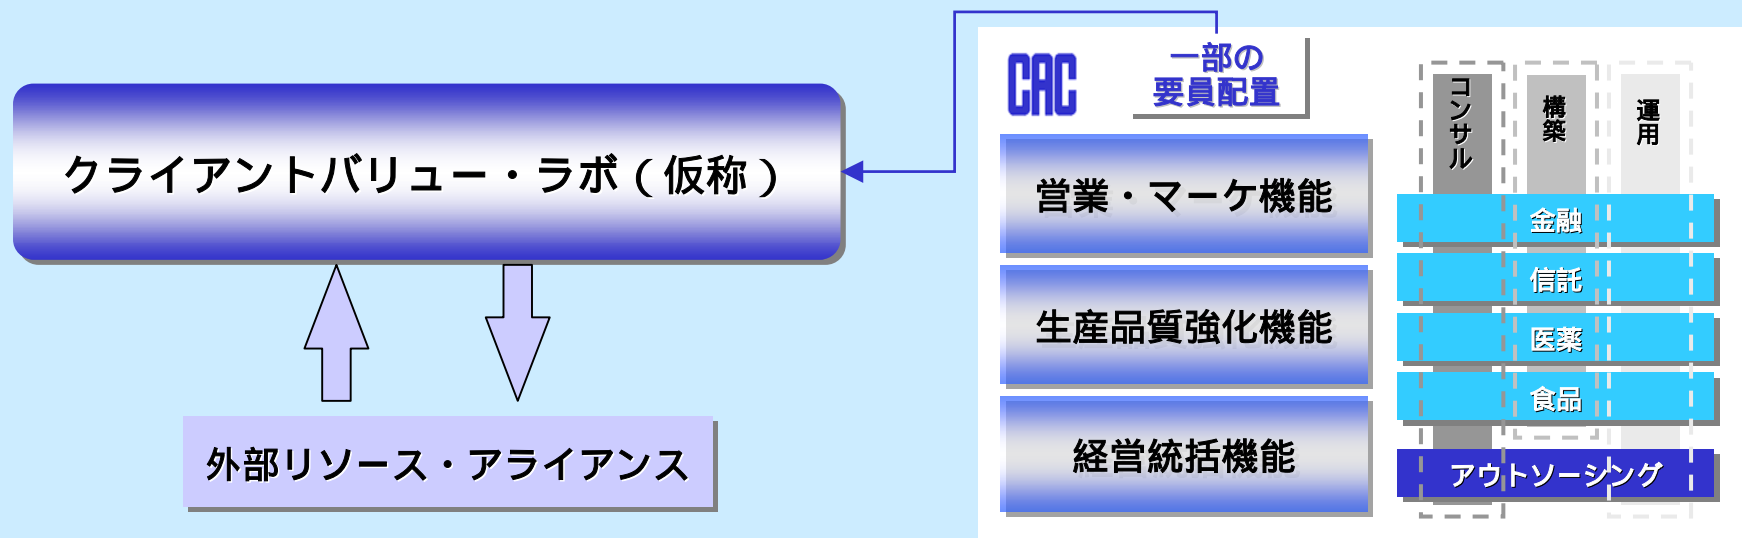 クライアントバリュー・ラボ（仮称）
外部リソース・アライアンス
CAC
一部の
要員配置
営業・マーケ機能
生産品質強化機能
経営統括機能
コンサル
構築
運用
金融
信託
医薬
食品
アウトソーシング